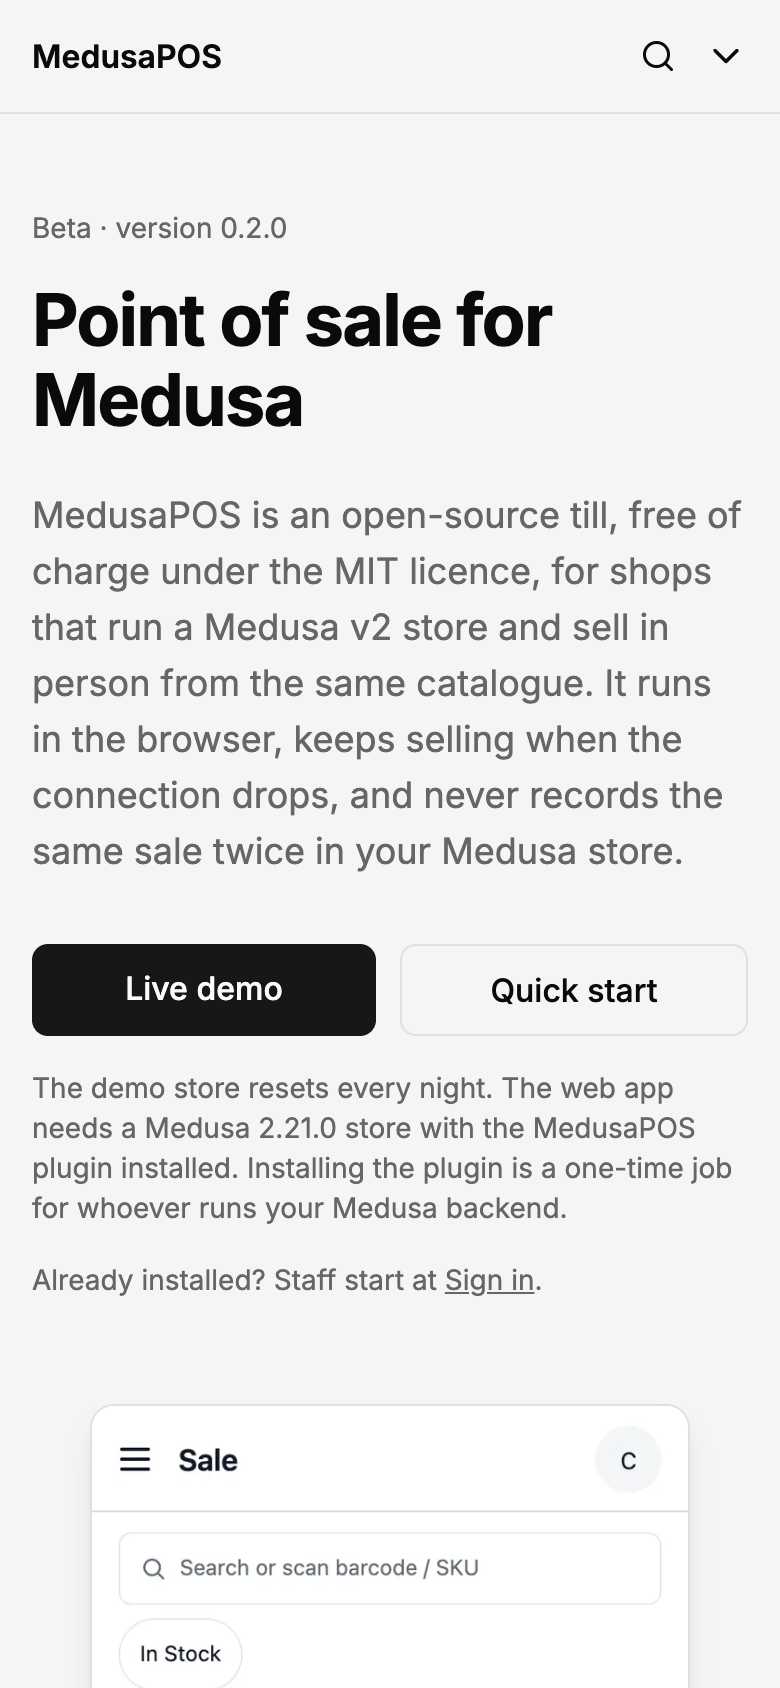 MedusaPOS
Beta · version 0.2.0
Point of sale for
Medusa
MedusaPOS is an open-source till, free of
charge under the MIT licence, for shops
that run a Medusa v2 store and sell in
person from the same catalogue. It runs
in the browser, keeps selling when the
connection drops, and never records the
same sale twice in your Medusa store.
Live demo
Quick start
The demo store resets every night. The web app
needs a Medusa 2.21.0 store with the MedusaPOS
plugin installed. Installing the plugin is a one-time job
for whoever runs your Medusa backend.
Already installed? Staff start at Sign in.
Sale
C
Search or scan barcode / SKU
In Stock